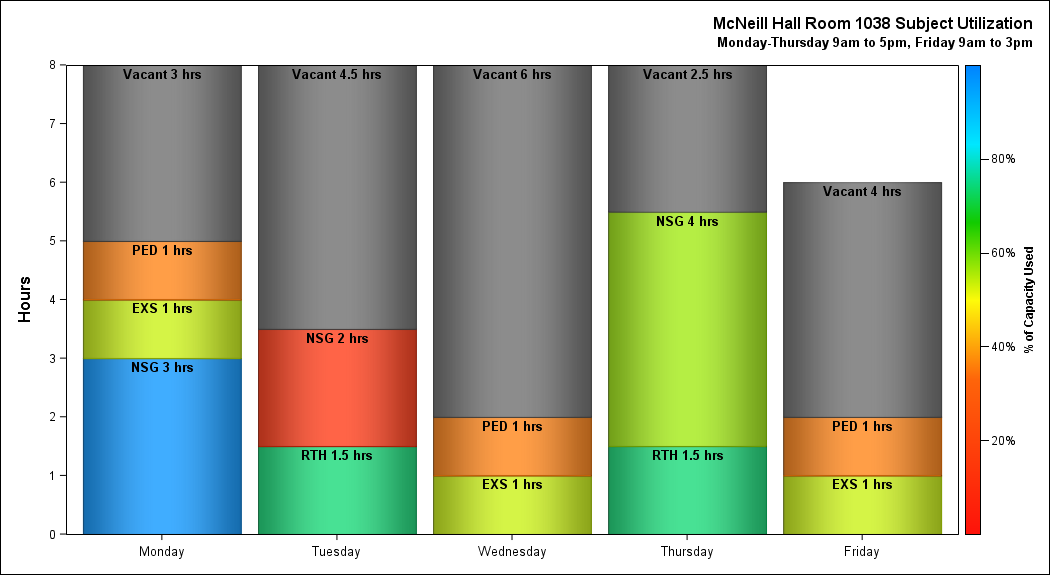 McNeill Hall Room 1038 Subject Utilization
Monday-Thursday 9am to 5pm, Friday 9am to 3pm
Hours
8
7
6
5
4
3
2
1
0
Vacant 3 hrs
PED 1 hrs
EXS 1 hrs
NSG 3 hrs
Vacant 4.5 hrs
NSG 2 hrs
RTH 1.5 hrs
Vacant 6 hrs
PED 1 hrs
EXS 1 hrs
Vacant 2.5 hrs
NSG 4 hrs
RTH 1.5 hrs
Vacant 4 hrs
PED 1 hrs
EXS 1 hrs
Monday
Tuesday
Wednesday
Thursday
Friday
80%
60%
40%
20%
% of Capacity Used